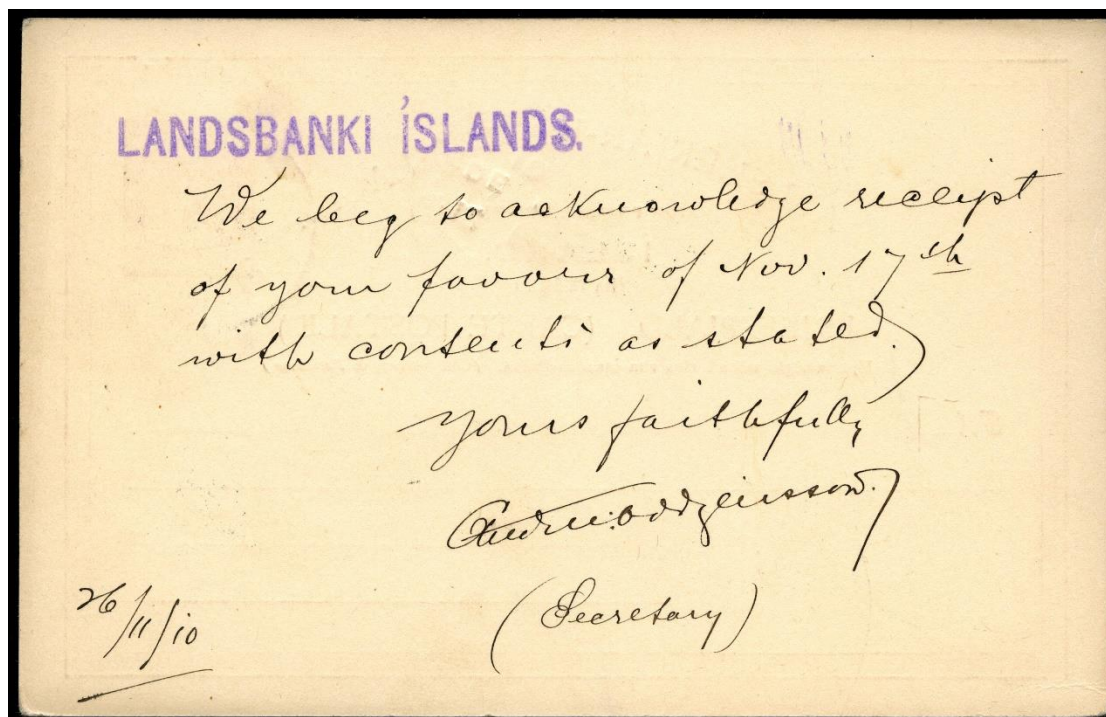 LANDSBANKI ÍSLANDS.
We beg to acknowledge receipt
of your favour of Nov. 17th
with contents as stated.
Yours faithfully
Oddgeirsson.
(Secretary)
26/11/10